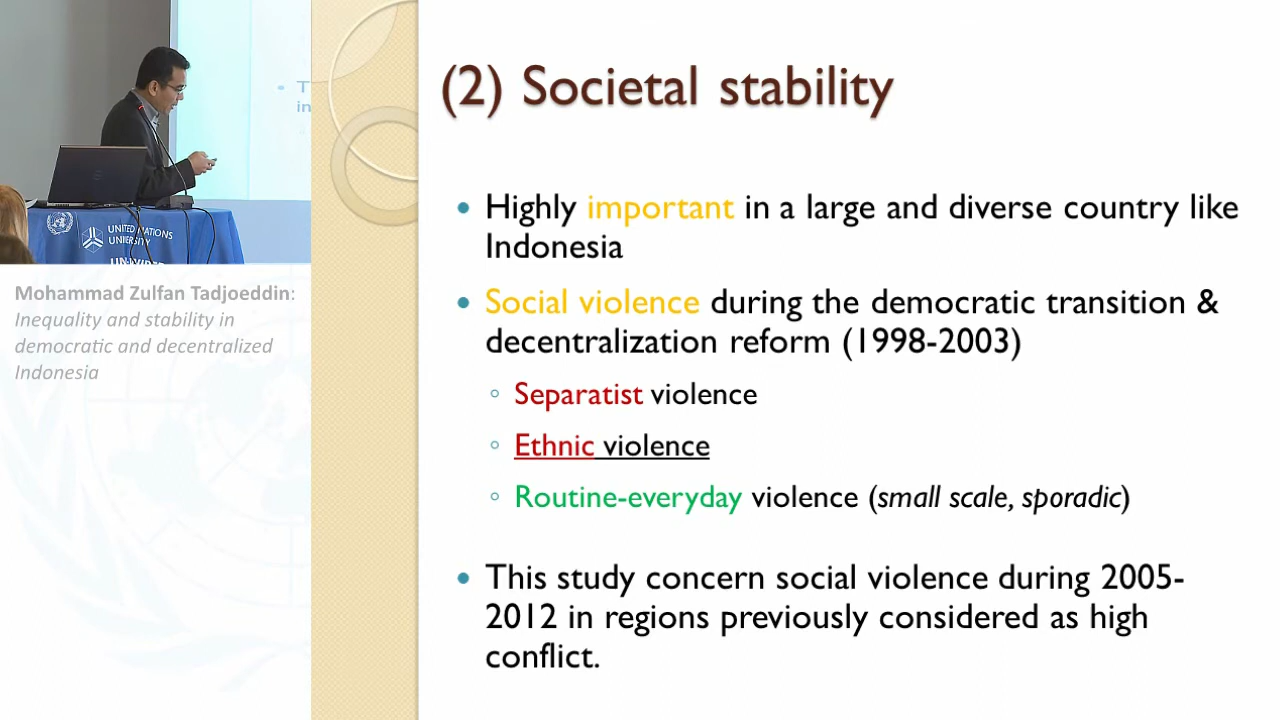 (2) Societal stability
Highly important in a large and diverse country like
Indonesia
Social violence during the democratic transition &
decentralization reform (1998-2003)
Separatist violence
Ethnic violence
Routine-everyday violence (small scale, sporadic)
This study concern social violence during 2005-
2012 in regions previously considered as high
conflict.
UNITED NATIONS
UNIVERSITY
UNU-WIDER
Mohammad Zulfan Tadjoeddin:
Inequality and stability in
democratic and decentralized
Indonesia